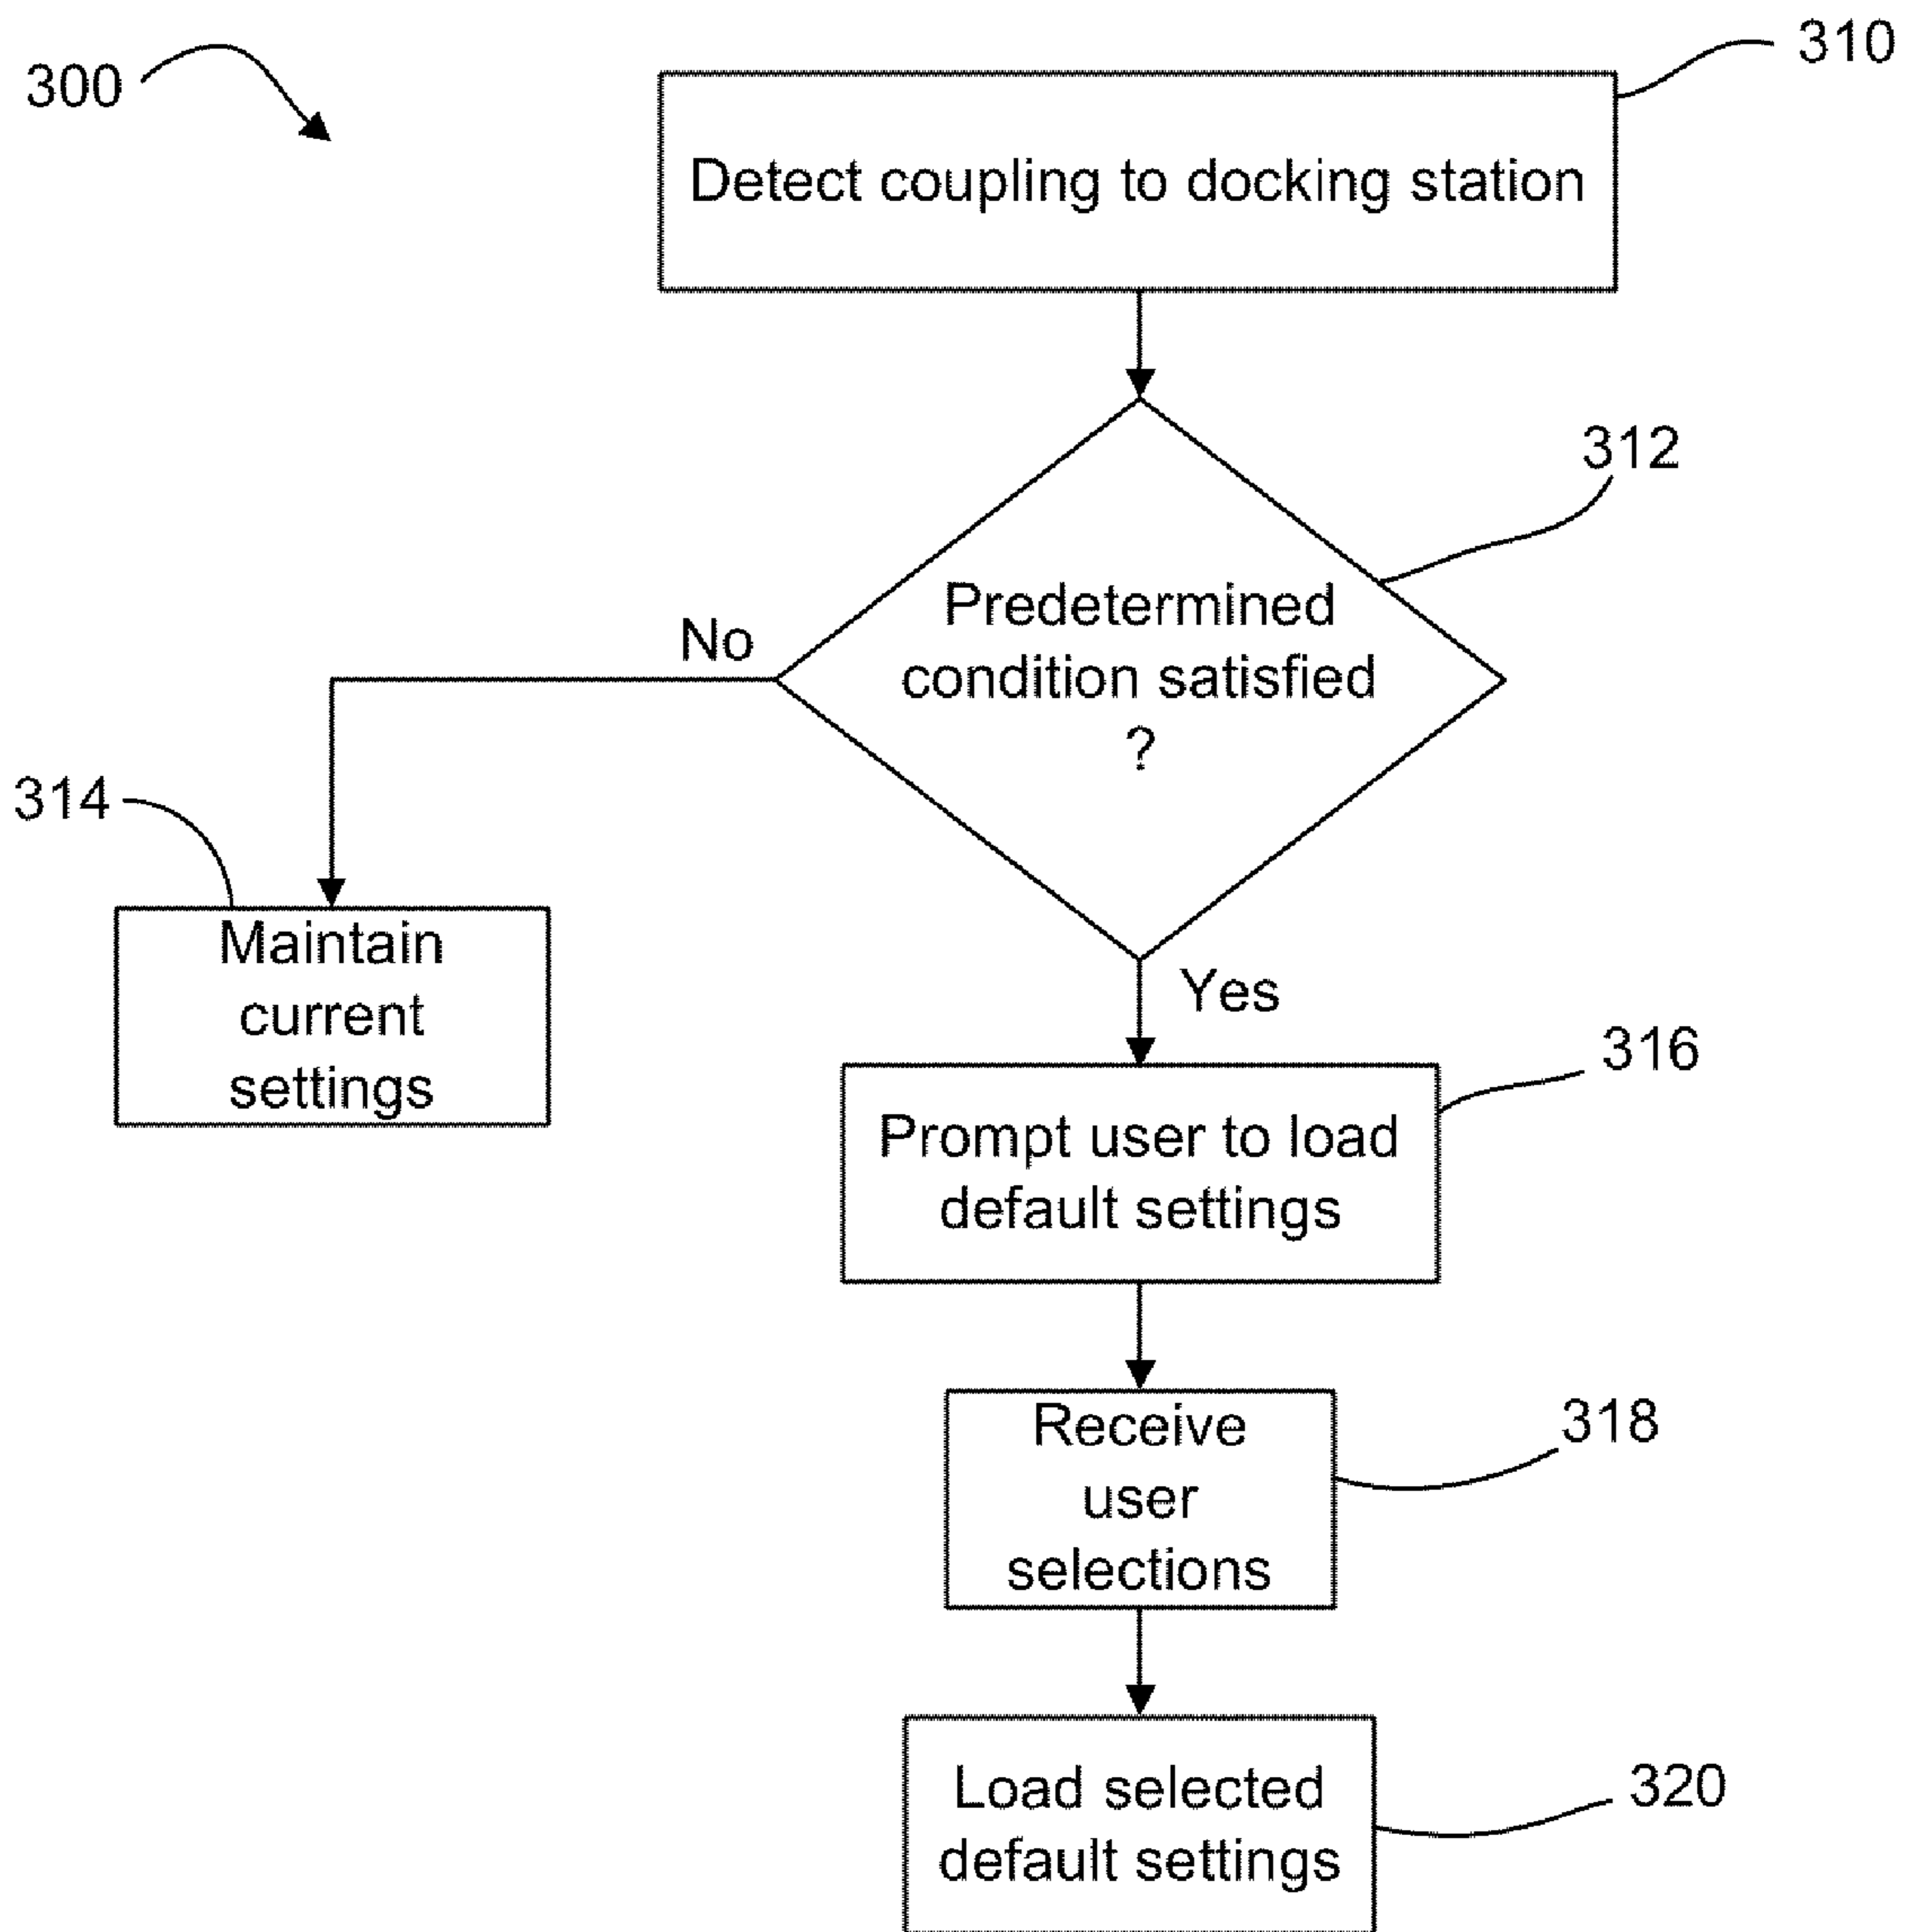 300
310
Detect coupling to docking station
312
Predetermined
condition satisfied
?
No
314
Maintain
current
settings
Yes
316
Prompt user to load
default settings
Receive
user
selections
318
Load selected
default settings
320